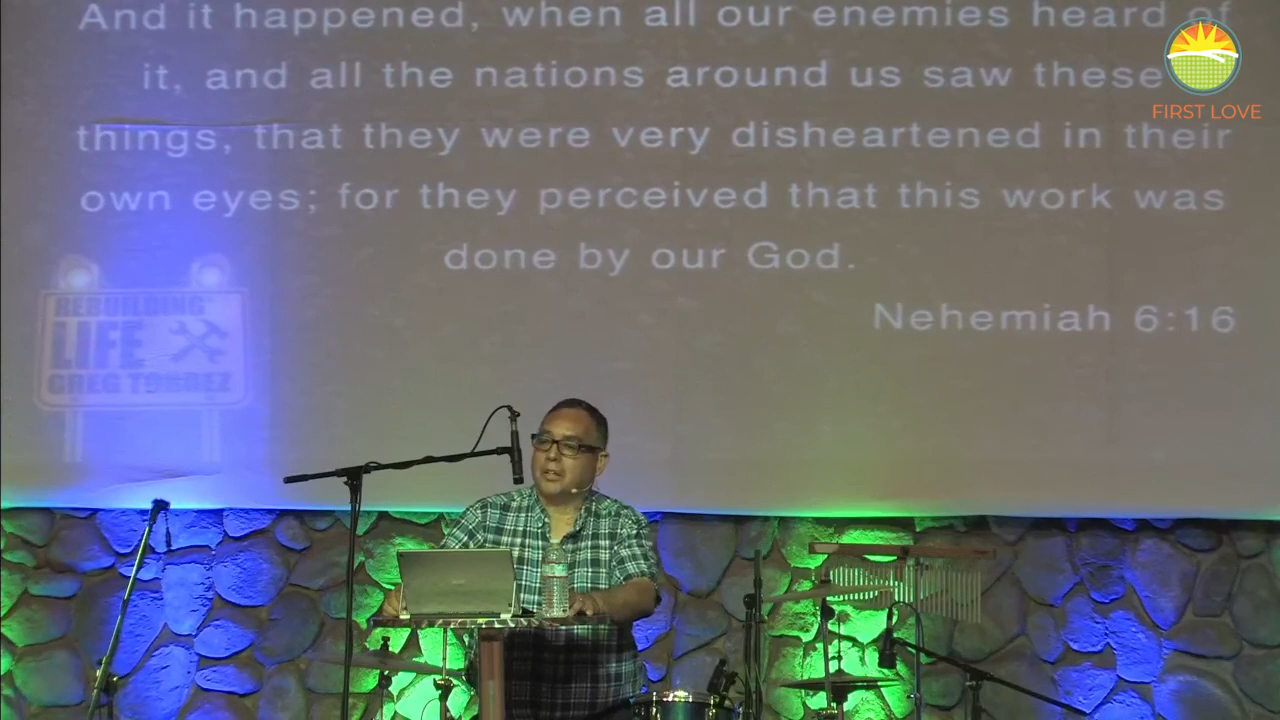 And it happened, when all our enemies heard of
it, and all the nations around us saw these
things, that they were very disheartened in their
own eyes; for they perceived that this work was
done by our God.
Nehemiah 6:16
FIRST LOVE
REBUILDING
LIFE
GREG TORREZ